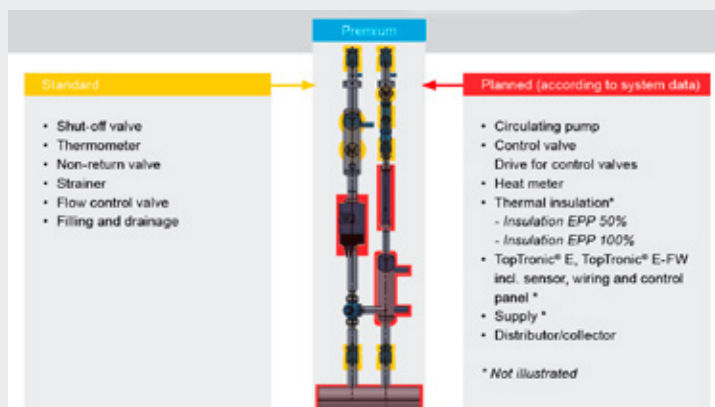 Premium
Standard
Shut-off valve
Thermometer
Non-return valve
Strainer
Flow control valve
Filling and drainage
Planned (according to system data)
Circulating pump
Control valve
Drive for control valves
Heat meter
Thermal insulation*
- Insulation EPP 50%
- Insulation EPP 100%
TopTronic® E, TopTronic® E-FW
incl. sensor, wiring and control
panel *
Supply *
Distributor/collector
* Not illustrated